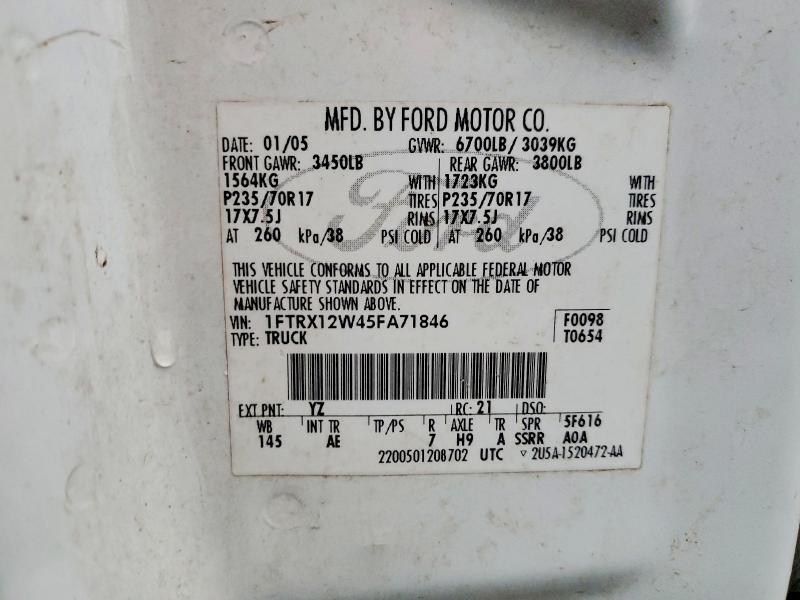 MFD. BY FORD MOTOR CO.
DATE: 01/05 GVWR: 6700LB/ 3039KG
FRONT GAWR: 3450LB REAR GAWR: 3800LB
1564KG WITH 1723KG WITH
P235/70R17 TIRES P235/70R17 TIRES
17X7.5J RIMS 17X7.5J RIMS
AT 260 kPa/38 PSI COLD AT 260 kPa/38 PSI COLD
Ford
THIS VEHICLE CONFORMS TO ALL APPLICABLE FEDERAL MOTOR
VEHICLE SAFETY STANDARDS IN EFFECT ON THE DATE OF
MANUFACTURE SHOWN ABOVE.
VIN: 1FTRX12W45FA71846 F0098
TYPE: TRUCK T0654
EXT PNT: YZ RC: 21 DSO:
WB INT TR TP/PS R AXLE TR SPR 5F616
145 AE 7 H9 A SSRR A0A
2200501208702 UTC ▽ 2U5A-1520472-AA